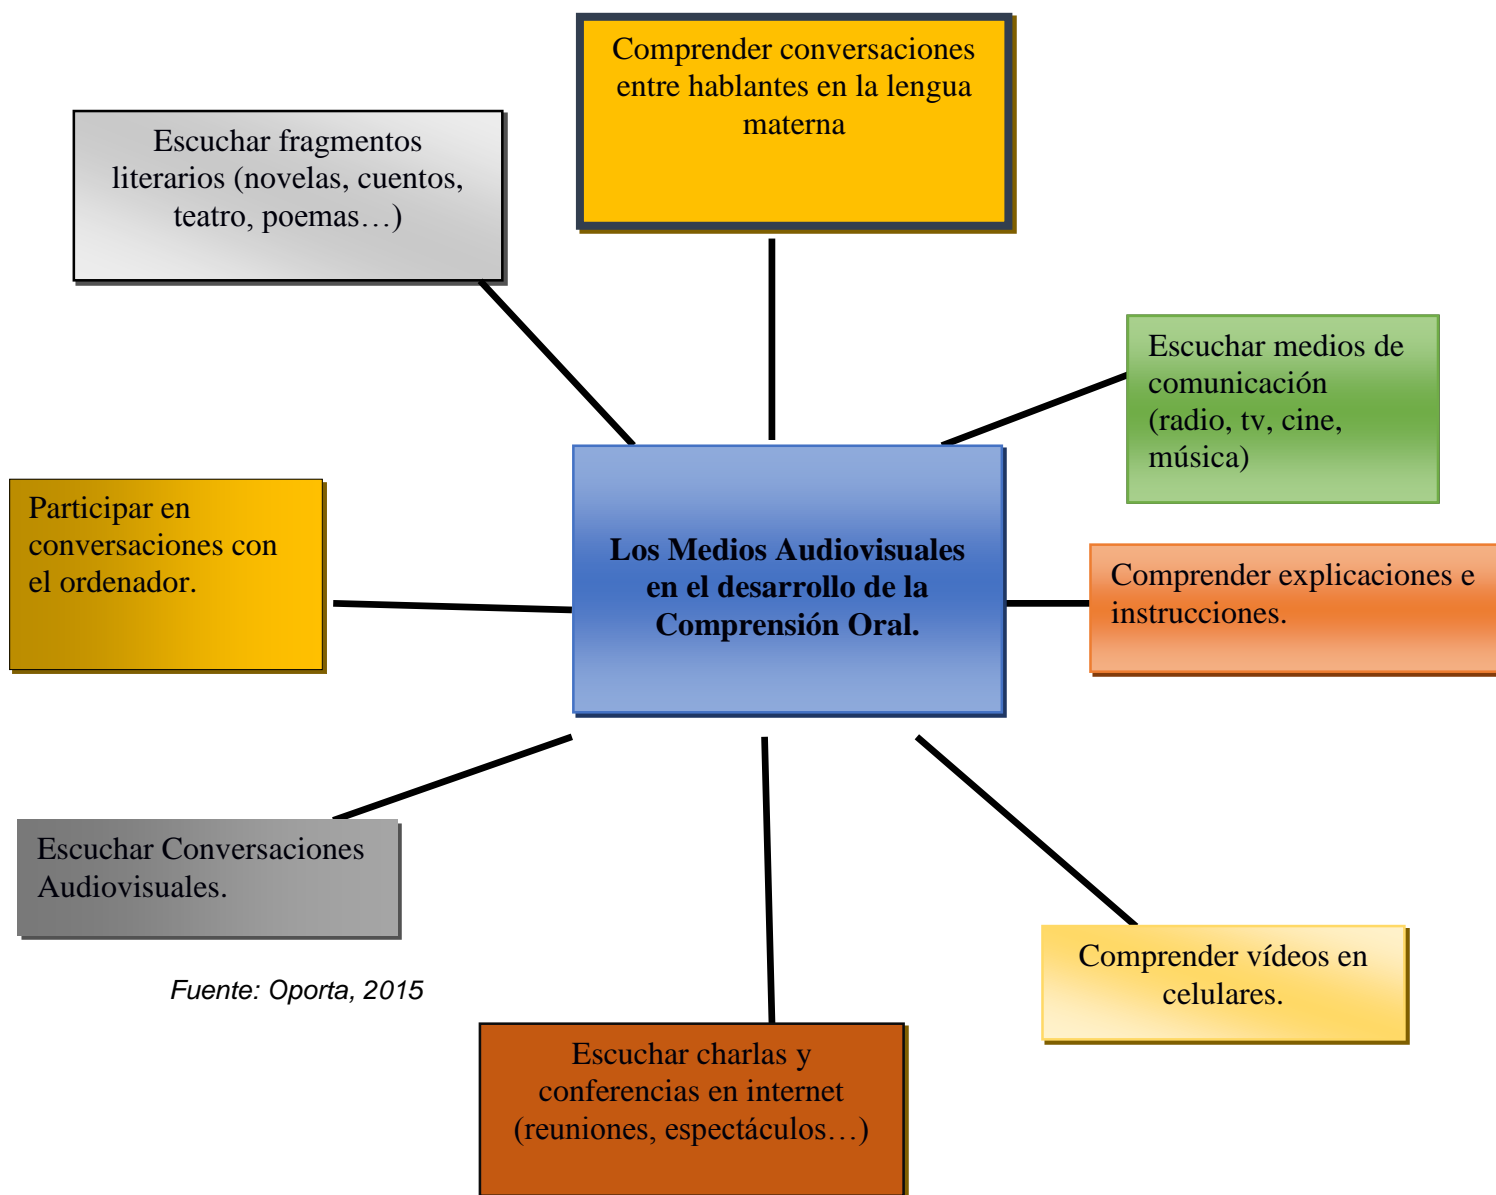 Comprender conversaciones
entre hablantes en la lengua
materna
Escuchar fragmentos
literarios (novelas, cuentos,
teatro, poemas…)
Escuchar medios de
comunicación
(radio, tv, cine,
música)
Participar en
conversaciones con
el ordenador.
Los Medios Audiovisuales
en el desarrollo de la
Comprensión Oral.
Comprender explicaciones e
instrucciones.
Escuchar Conversaciones
Audiovisuales.
Comprender vídeos en
celulares.
Fuente: Oporta, 2015
Escuchar charlas y
conferencias en internet
(reuniones, espectáculos…)